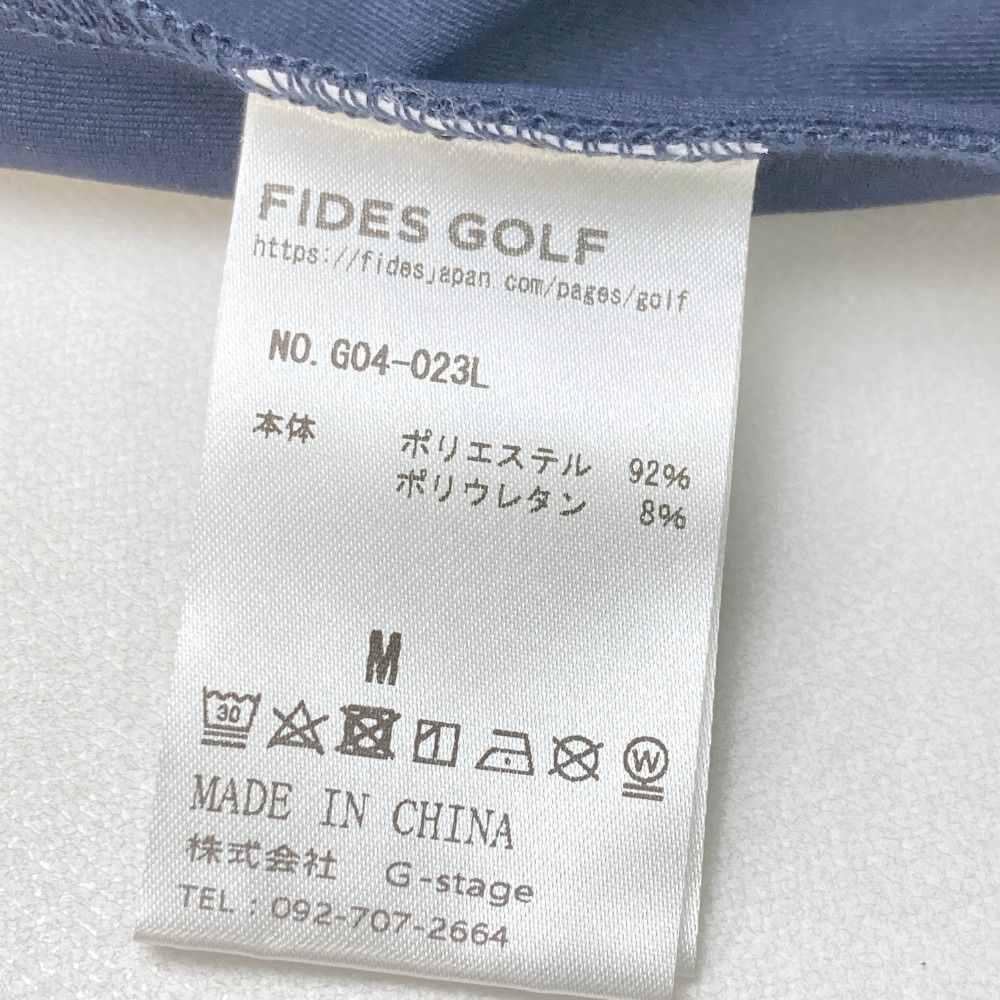 FIDES GOLF
https://fidesjapan.com/pages/golf
NO. G04-023L
本体 ポリエステル 92%
ポリウレタン 8%
M
30 W
MADE IN CHINA
株式会社 G-stage
TEL : 092-707-2664